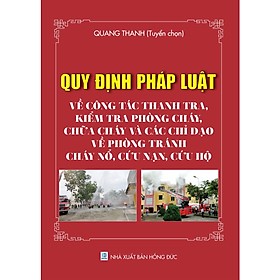 QUANG THANH (Tuyển chọn)
QUY ĐỊNH PHÁP LUẬT
VỀ CÔNG TÁC THANH TRA,
KIỂM TRA PHÒNG CHÁY,
CHỮA CHÁY VÀ CÁC CHỈ ĐẠO
VỀ PHÒNG TRÁNH
CHÁY NỔ, CỨU NẠN, CỨU HỘ
NHÀ XUẤT BẢN HỒNG ĐỨC